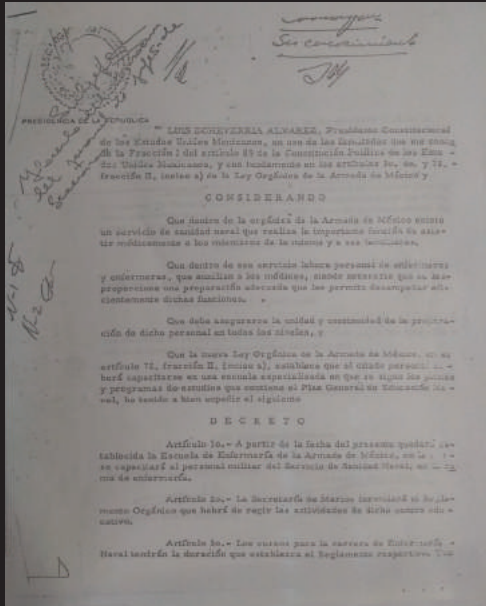 Su conocimiento
PRESIDENCIA DE LA REPUBLICA
LUIS ECHEVERRIA ALVAREZ, Presidente Constitucional
de los Estados Unidos Mexicanos, en uso de las facultades que me
la Fracción I del artículo 89 de la Constitución Política de los Esta-
dos Unidos Mexicanos, y con fundamento en los artículos 1o, 6o, y 72, -
fracción II, inciso a) de la Ley Orgánica de la Armada de México y
CONSIDERANDO
Que dentro de la orgánica de la Armada de México existe
un servicio de sanidad naval que realiza la importante función de asis-
tir médicamente a los miembros de la misma y a sus familiares.
Que dentro de ese servicio labora personal de enfermeras
y enfermeros, que auxilian a los médicos, siendo necesario que se les
proporcione una preparación adecuada que les permita desempeñar efi-
cientemente dichas funciones.
Que debe asegurarse la unidad y continuidad de la prepara-
ción de dicho personal en todos los niveles, y
Que la nueva Ley Orgánica de la Armada de México, en su
artículo 72, fracción II, inciso a), establece que el citado personal
berá capacitarse en una escuela especializada en que se sigan los planes
y programas de estudios que contiene el Plan General de Educación Na-
val, he tenido a bien expedir el siguiente
DECRETO
Artículo 1o.- A partir de la fecha del presente quedará es-
tablecida la Escuela de Enfermería de la Armada de México, en la
se capacitará al personal militar del Servicio de Sanidad Naval, en
ma de enfermería.
Artículo 2o.- La Secretaría de Marina formulará el Regla-
mento Orgánico que habrá de regir las actividades de dicho centro edu-
cativo.
Artículo 3o.- Los cursos para la carrera de Enfermería
Naval tendrán la duración que establezca el Reglamento respectivo.